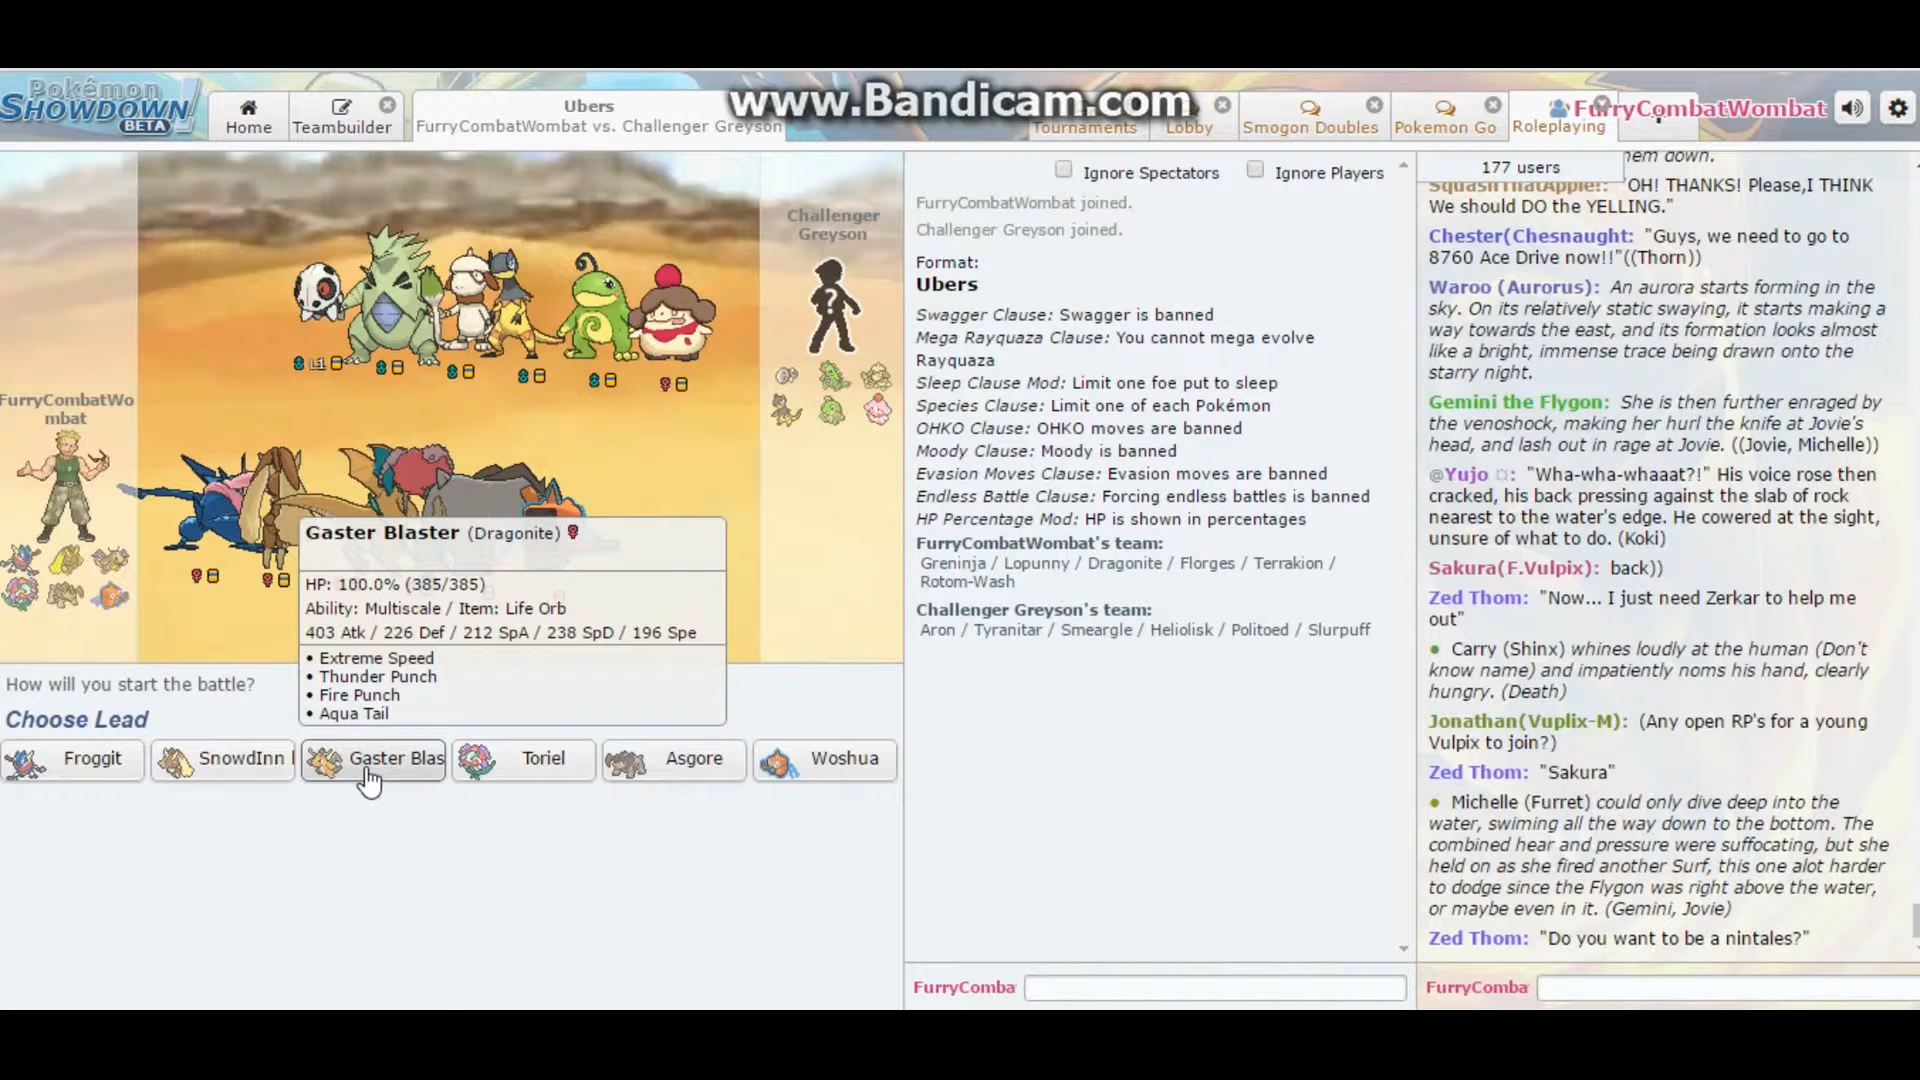 www.Bandicam.com
Pokémon
SHOWDOWN!
BETA
Home
Teambuilder
Ubers
FurryCombatWombat vs. Challenger Greyson
Tournaments
Lobby
Smogon Doubles
Pokemon Go
Roleplaying
FurryCombatWombat
Challenger
Greyson
L1
FurryCombatWo
mbat
Gaster Blaster (Dragonite) ♀
HP: 100.0% (385/385)
Ability: Multiscale / Item: Life Orb
403 Atk / 226 Def / 212 SpA / 238 SpD / 196 Spe
• Extreme Speed
• Thunder Punch
• Fire Punch
• Aqua Tail
How will you start the battle?
Choose Lead
Froggit
SnowdInn
Gaster Blas
Toriel
Asgore
Woshua
Ignore Spectators
Ignore Players
FurryCombatWombat joined.
Challenger Greyson joined.
Format:
Ubers
Swagger Clause: Swagger is banned
Mega Rayquaza Clause: You cannot mega evolve
Rayquaza
Sleep Clause Mod: Limit one foe put to sleep
Species Clause: Limit one of each Pokémon
OHKO Clause: OHKO moves are banned
Moody Clause: Moody is banned
Evasion Moves Clause: Evasion moves are banned
Endless Battle Clause: Forcing endless battles is banned
HP Percentage Mod: HP is shown in percentages
FurryCombatWombat's team:
Greninja / Lopunny / Dragonite / Florges / Terrakion /
Rotom-Wash
Challenger Greyson's team:
Aron / Tyranitar / Smeargle / Heliolisk / Politoed / Slurpuff
FurryComba
177 users
hem down.
SquashThatApple!: "OH! THANKS! Please,I THINK
We should DO the YELLING."
Chester(Chesnaught: "Guys, we need to go to
8760 Ace Drive now!!"((Thorn))
Waroo (Aurorus): An aurora starts forming in the
sky. On its relatively static swaying, it starts making a
way towards the east, and its formation looks almost
like a bright, immense trace being drawn onto the
starry night.
Gemini the Flygon: She is then further enraged by
the venoshock, making her hurl the knife at Jovie's
head, and lash out in rage at Jovie. ((Jovie, Michelle))
@Yujo ☼: "Wha-wha-whaaat?!" His voice rose then
cracked, his back pressing against the slab of rock
nearest to the water's edge. He cowered at the sight,
unsure of what to do. (Koki)
Sakura(F.Vulpix): back))
Zed Thom: "Now... I just need Zerkar to help me
out"
• Carry (Shinx) whines loudly at the human (Don't
know name) and impatiently noms his hand, clearly
hungry. (Death)
Jonathan(Vuplix-M): (Any open RP's for a young
Vulpix to join?)
Zed Thom: "Sakura"
• Michelle (Furret) could only dive deep into the
water, swiming all the way down to the bottom. The
combined hear and pressure were suffocating, but she
held on as she fired another Surf, this one alot harder
to dodge since the Flygon was right above the water,
or maybe even in it. (Gemini, Jovie)
Zed Thom: "Do you want to be a nintales?"
FurryComba